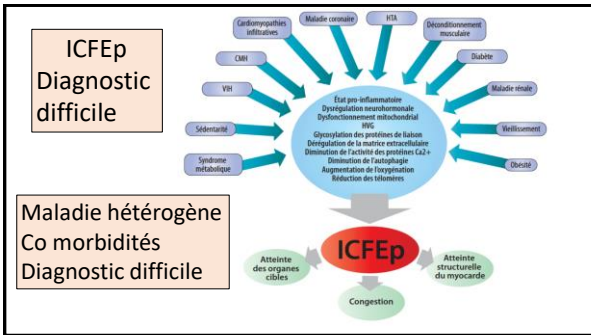 ICFEp
Diagnostic
difficile
Maladie hétérogène
Co morbidités
Diagnostic difficile
Syndrome
métabolique
Sédentarité
VIH
CMH
Cardiomyopathies
infiltratives
Maladie coronaire
HTA
Déconditionnement
musculaire
Diabète
Maladie rénale
Vieillissement
Obésité
État pro-inflammatoire
Dysrégulation neurohormonale
Dysfonctionnement mitochondrial
HVG
Glycosylation des protéines de liaison
Dérégulation de la matrice extracellulaire
Diminution de l'activité des protéines Ca2+
Diminution de l'autophagie
Augmentation de l'oxygénation
Réduction des télomères
ICFEp
Atteinte
des organes
cibles
Congestion
Atteinte
structurelle
du myocarde